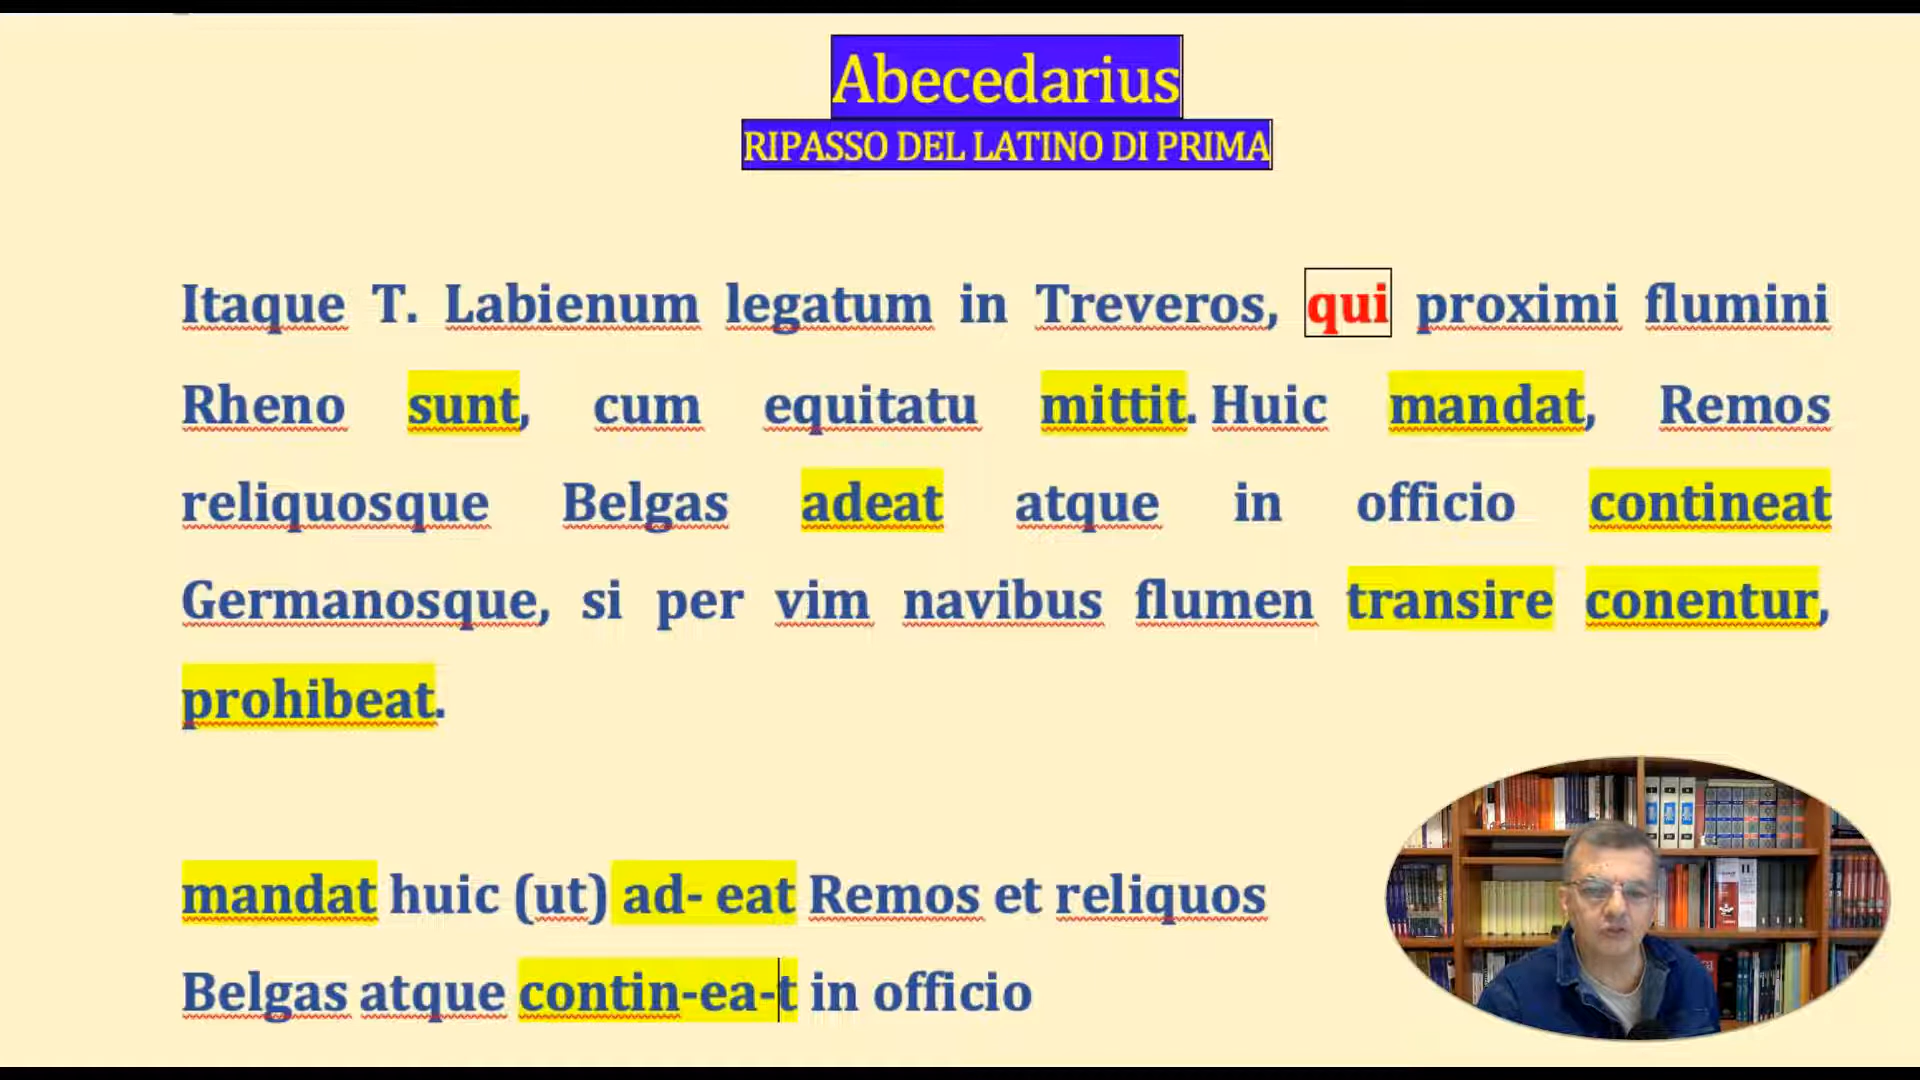 Abecedarius
RIPASSO DEL LATINO DI PRIMA
Itaque T. Labienum legatum in Treveros, qui proximi flumini
Rheno sunt, cum equitatu mittit. Huic mandat, Remos
reliquosque Belgas adeat atque in officio contineat
Germanosque, si per vim navibus flumen transire conentur,
prohibeat.
mandat huic (ut) ad- eat Remos et reliquos
Belgas atque contin-ea-t in officio